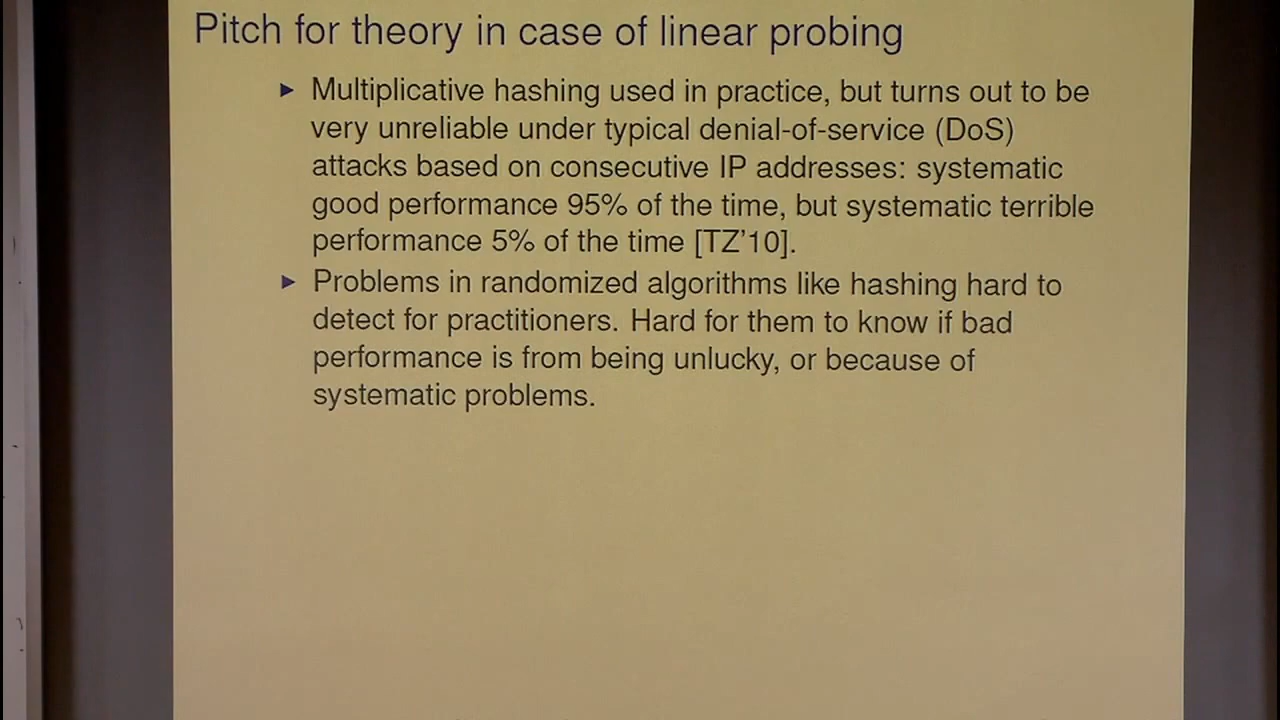 Pitch for theory in case of linear probing
► Multiplicative hashing used in practice, but turns out to be
very unreliable under typical denial-of-service (DoS)
attacks based on consecutive IP addresses: systematic
good performance 95% of the time, but systematic terrible
performance 5% of the time [TZ'10].
► Problems in randomized algorithms like hashing hard to
detect for practitioners. Hard for them to know if bad
performance is from being unlucky, or because of
systematic problems.